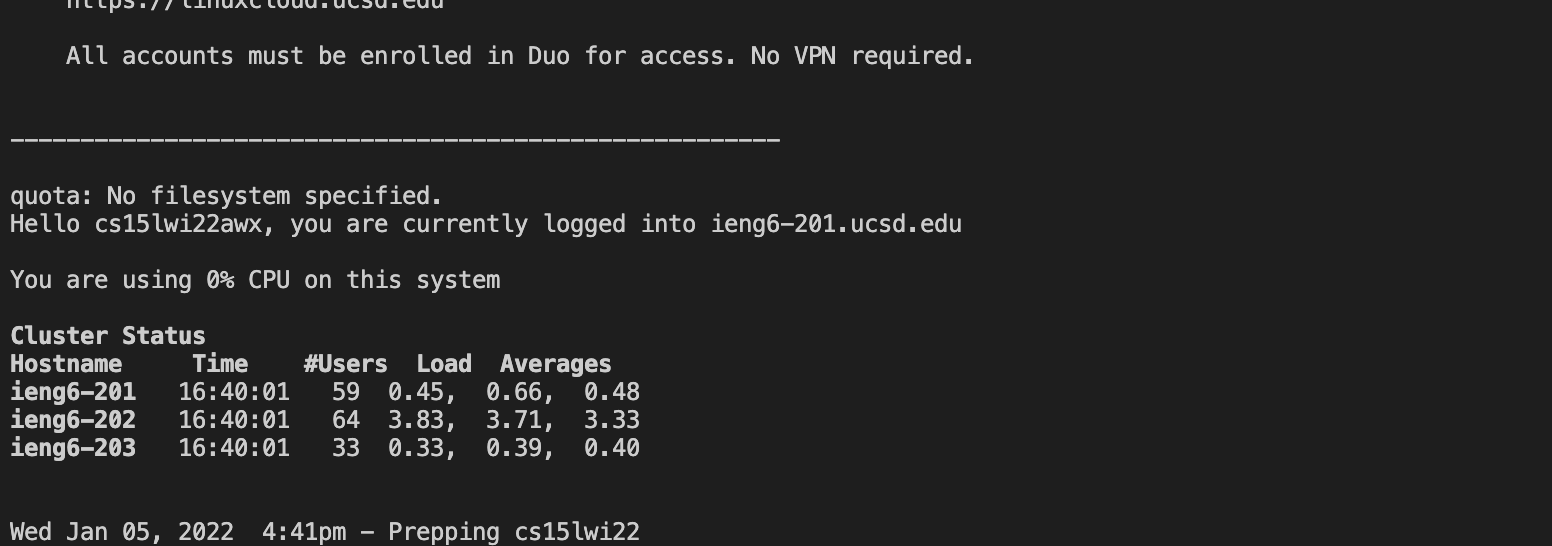 https://linuxcloud.ucsd.edu
All accounts must be enrolled in Duo for access. No VPN required.
-------------------------------------------------------
quota: No filesystem specified.
Hello cs15lwi22awx, you are currently logged into ieng6-201.ucsd.edu
You are using 0% CPU on this system
Cluster Status
Hostname     Time    #Users  Load  Averages
ieng6-201   16:40:01   59  0.45,  0.66,  0.48
ieng6-202   16:40:01   64  3.83,  3.71,  3.33
ieng6-203   16:40:01   33  0.33,  0.39,  0.40
Wed Jan 05, 2022  4:41pm - Prepping cs15lwi22